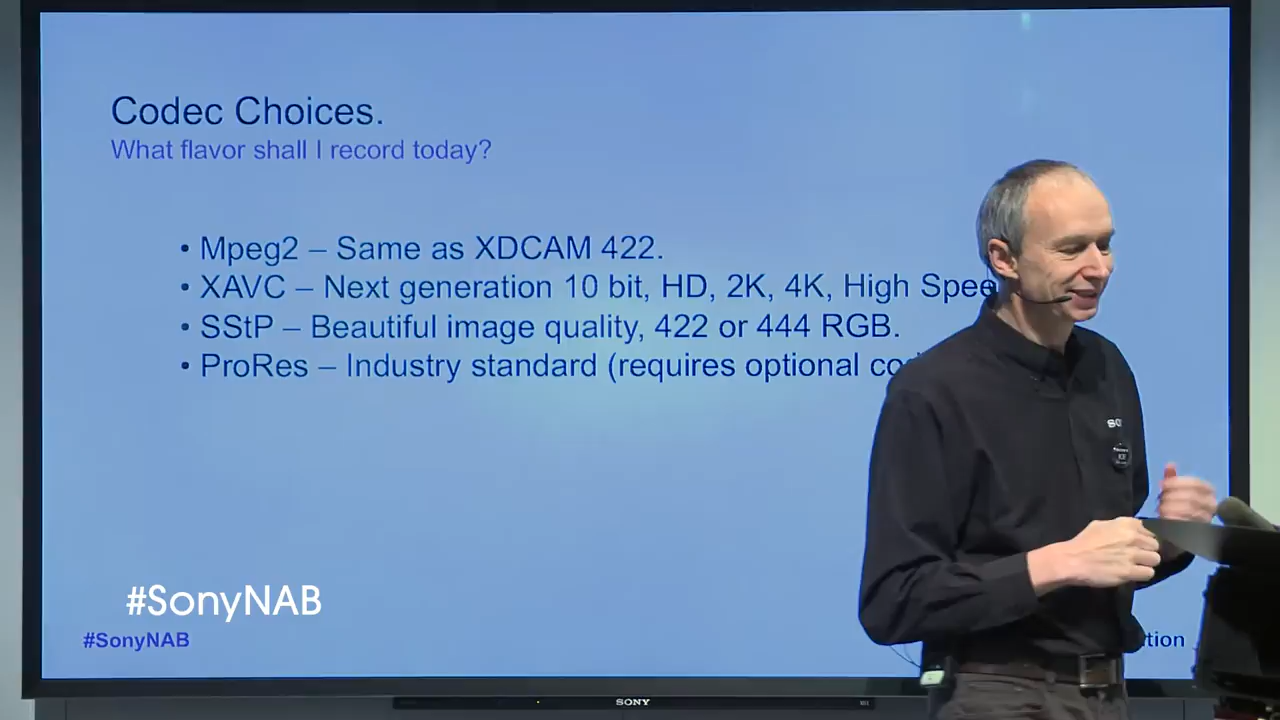 Codec Choices.
What flavor shall I record today?
• Mpeg2 – Same as XDCAM 422.
• XAVC – Next generation 10 bit, HD, 2K, 4K, High
• SStP – Beautiful image quality, 422 or 444 RGB.
• ProRes – Industry standard (requires optional
#SonyNAB
#SonyNAB
SONY